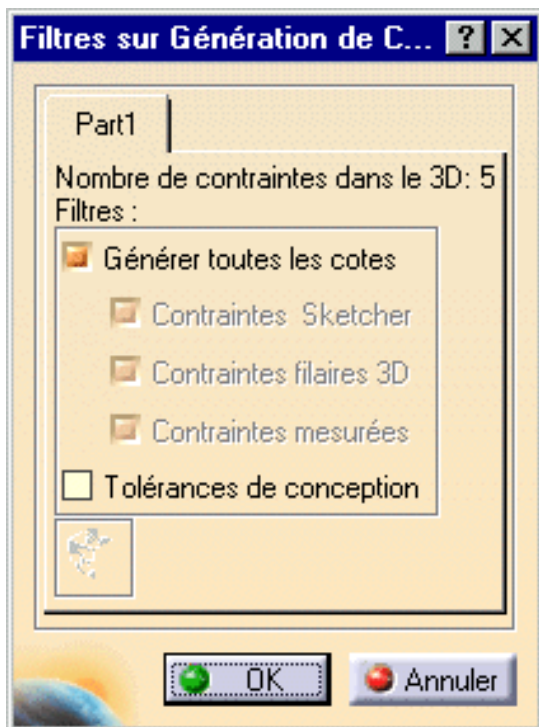 Filtres sur Génération de C...
Part1
Nombre de contraintes dans le 3D: 5
Filtres :
Générer toutes les cotes
Contraintes Sketcher
Contraintes filaires 3D
Contraintes mesurées
Tolérances de conception
OK
Annuler